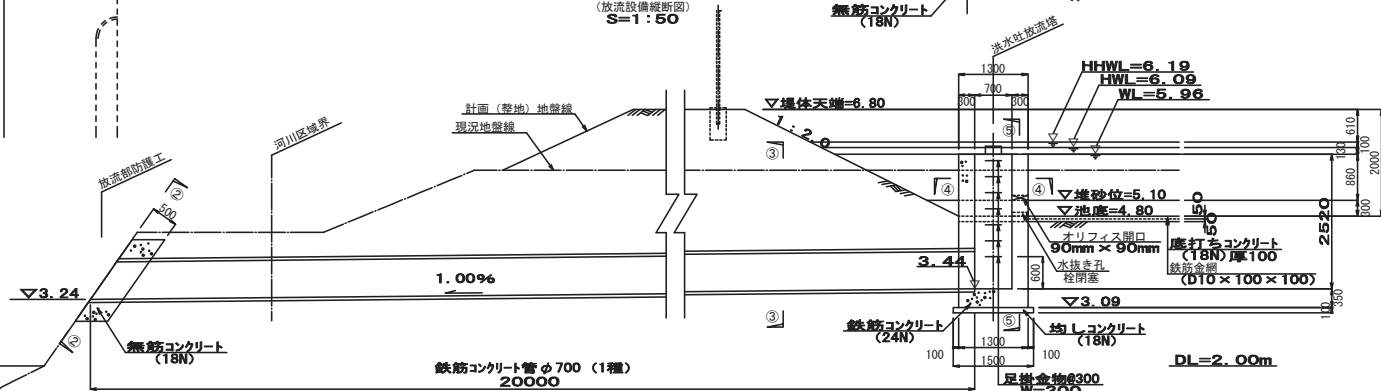 (放流設備縦断図)
S=1:50
無筋コンクリート
(18N)
洪水吐放流塔
1300
700
300
300
HHWL=6.19
HWL=6.09
WL=5.96
計画（整地）地盤線
現況地盤線
河川区域界
放流部防護工
▽堤体天端=6.80
1:2.0
⑤
③
④
④
②
500
610
100
130
860
300
2000
▽堆砂位=5.10
▽池底=4.80
50
50
2520
オリフィス開口
90mm×90mm
水抜き孔
栓閉塞
底打ちコンクリート
(18N)厚100
鉄筋金網
(D10×100×100)
3.44
600
1.00%
▽3.24
▽3.09
350
100
③
⑤
②
無筋コンクリート
(18N)
鉄筋コンクリート
(24N)
均しコンクリート
(18N)
1300
100
1500
100
DL=2.00m
鉄筋コンクリート管φ700（1種）
20000
足掛金物@300
W=300